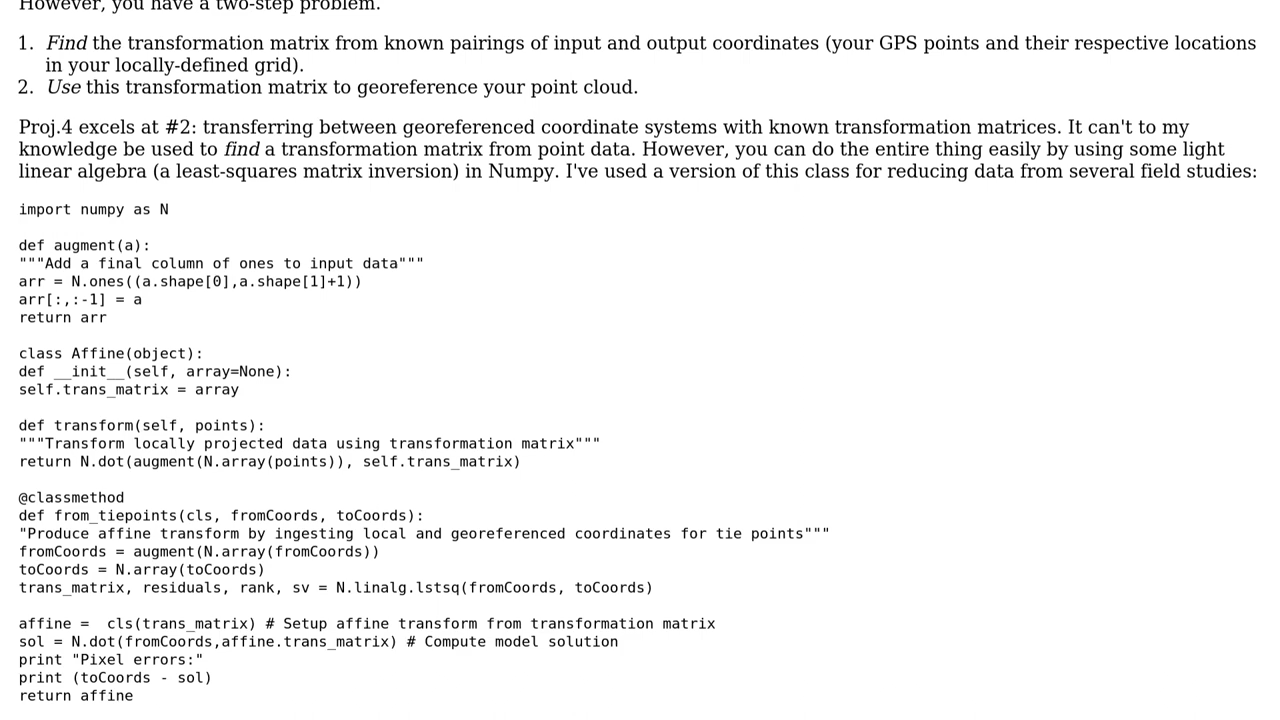 However, you have a two-step problem.
1. Find the transformation matrix from known pairings of input and output coordinates (your GPS points and their respective locations
in your locally-defined grid).
2. Use this transformation matrix to georeference your point cloud.
Proj.4 excels at #2: transferring between georeferenced coordinate systems with known transformation matrices. It can't to my
knowledge be used to find a transformation matrix from point data. However, you can do the entire thing easily by using some light
linear algebra (a least-squares matrix inversion) in Numpy. I've used a version of this class for reducing data from several field studies:
import numpy as N
def augment(a):
"""Add a final column of ones to input data"""
arr = N.ones((a.shape[0],a.shape[1]+1))
arr[:,:-1] = a
return arr
class Affine(object):
def __init__(self, array=None):
self.trans_matrix = array
def transform(self, points):
"""Transform locally projected data using transformation matrix"""
return N.dot(augment(N.array(points)), self.trans_matrix)
@classmethod
def from_tiepoints(cls, fromCoords, toCoords):
"Produce affine transform by ingesting local and georeferenced coordinates for tie points"""
fromCoords = augment(N.array(fromCoords))
toCoords = N.array(toCoords)
trans_matrix, residuals, rank, sv = N.linalg.lstsq(fromCoords, toCoords)
affine =  cls(trans_matrix) # Setup affine transform from transformation matrix
sol = N.dot(fromCoords,affine.trans_matrix) # Compute model solution
print "Pixel errors:"
print (toCoords - sol)
return affine